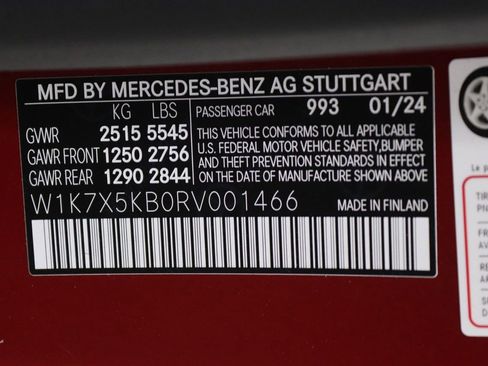 MFD BY MERCEDES-BENZ AG STUTTGART
KG LBS
PASSENGER CAR 993 01/24
GVWR 2515 5545
GAWR FRONT 1250 2756
GAWR REAR 1290 2844
THIS VEHICLE CONFORMS TO ALL APPLICABLE
U.S. FEDERAL MOTOR VEHICLE SAFETY,BUMPER
AND THEFT PREVENTION STANDARDS IN EFFECT
ON THE DATE OF MANUFACTURE SHOWN ABOVE
W1K7X5KB0RV001466
MADE IN FINLAND